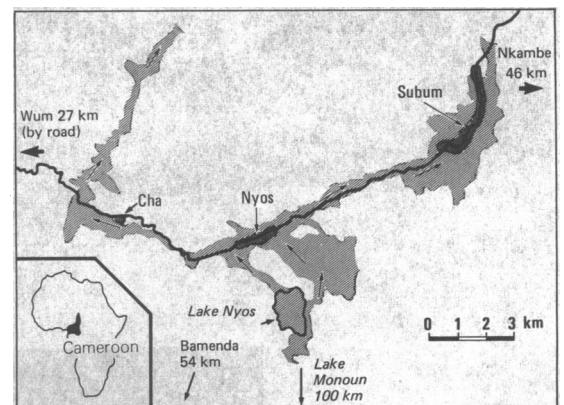 Nkambe
46 km
Subum
Wum 27 km
(by road)
Cha
Nyos
Lake Nyos
Bamenda
54 km
Lake
Monoun
100 km
Cameroon
0 1 2 3 km